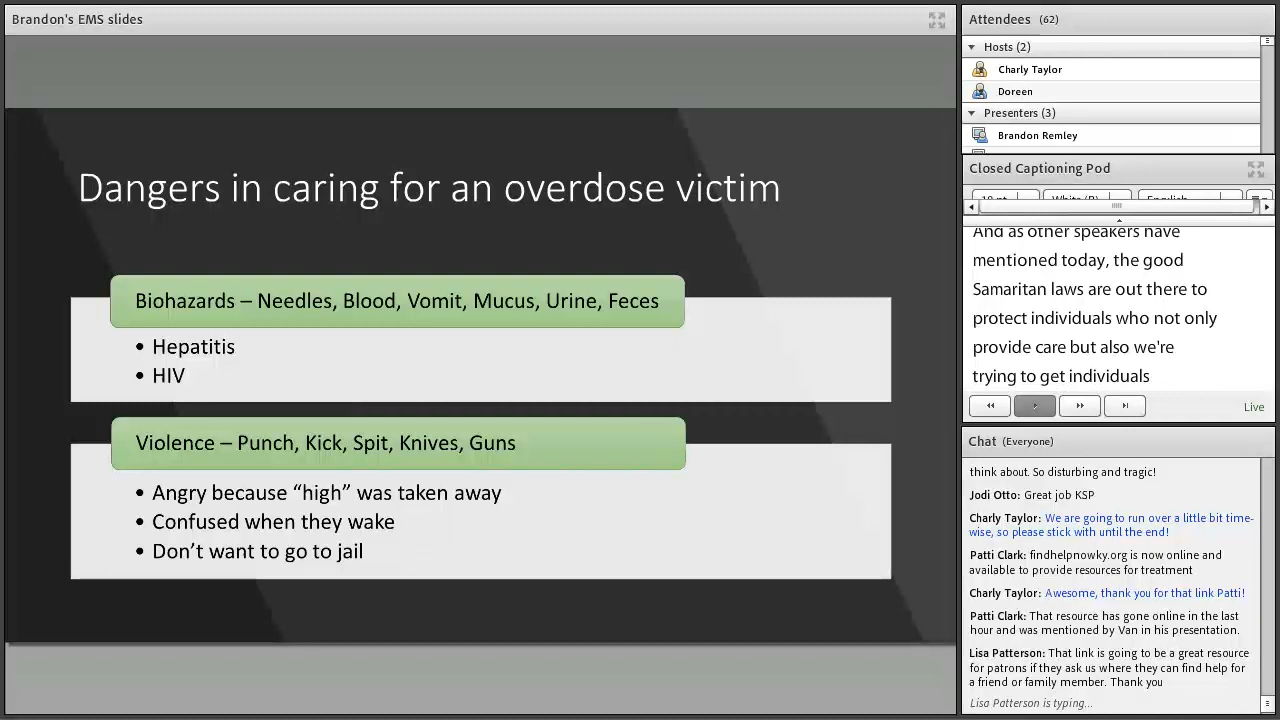 Brandon's EMS slides
Dangers in caring for an overdose victim
Biohazards – Needles, Blood, Vomit, Mucus, Urine, Feces
• Hepatitis
• HIV
Violence – Punch, Kick, Spit, Knives, Guns
• Angry because “high” was taken away
• Confused when they wake
• Don’t want to go to jail
Attendees (62)
Hosts (2)
Charly Taylor
Doreen
Presenters (3)
Brandon Remley
Closed Captioning Pod
And as other speakers have
mentioned today, the good
Samaritan laws are out there to
protect individuals who not only
provide care but also we're
trying to get individuals
Live
Chat (Everyone)
think about. So disturbing and tragic!
Jodi Otto: Great job KSP
Charly Taylor: We are going to run over a little bit time-
wise, so please stick with until the end!
Patti Clark: findhelpnowky.org is now online and
available to provide resources for treatment
Charly Taylor: Awesome, thank you for that link Patti!
Patti Clark: That resource has gone online in the last
hour and was mentioned by Van in his presentation.
Lisa Patterson: That link is going to be a great resource
for patrons if they ask us where they can find help for
a friend or family member. Thank you
Lisa Patterson is typing...